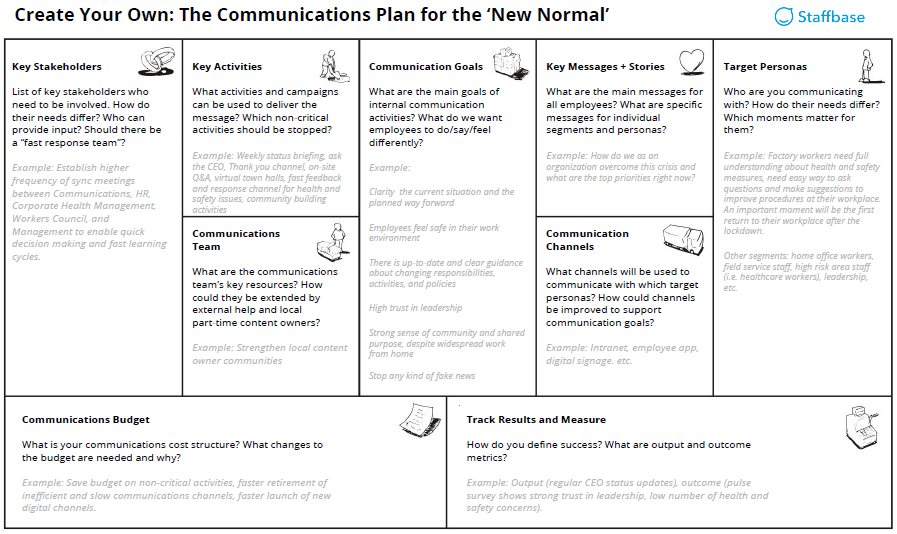 Create Your Own: The Communications Plan for the ‘New Normal’
Staffbase
Key Stakeholders
List of key stakeholders who
need to be involved. How do
their needs differ? Who can
provide input? Should there be
a “fast response team”?
Example: Establish higher
frequency of sync meetings
between Communications, HR,
Corporate Health Management,
Workers Council, and
Management to enable quick
decision making and fast learning
cycles.
Key Activities
What activities and campaigns
can be used to deliver the
message? Which non-critical
activities should be stopped?
Example: Weekly status briefing, ask
the CEO, Thank you channel, on-site
Q&A, virtual town halls, fast feedback
and response channel for health and
safety issues, community building
activities
Communications
Team
What are the communications
team’s key resources? How
could they be extended by
external help and local
part-time content owners?
Example: Strengthen local content
owner communities
Communication Goals
What are the main goals of
internal communication
activities? What do we want
employees to do/say/feel
differently?
Example:
Clarity the current situation and the
planned way forward
Employees feel safe in their work
environment
There is up-to-date and clear guidance
about changing responsibilities,
activities, and policies
High trust in leadership
Strong sense of community and shared
purpose, despite widespread work
from home
Stop any kind of fake news
Key Messages + Stories
What are the main messages for
all employees? What are specific
messages for individual
segments and personas?
Example: How do we as an
organization overcome this crisis and
what are the top priorities right now?
Communication
Channels
What channels will be used to
communicate with which target
personas? How could channels
be improved to support
communication goals?
Example: Intranet, employee app,
digital signage. etc.
Target Personas
Who are you communicating
with? How do their needs differ?
Which moments matter for
them?
Example: Factory workers need full
understanding about health and safety
measures, need easy way to ask
questions and make suggestions to
improve procedures at their workplace.
An important moment will be the first
return to their workplace after the
lockdown.
Other segments: home office workers,
field service staff, high risk area staff
(i.e. healthcare workers), leadership,
etc.
Communications Budget
What is your communications cost structure? What changes to
the budget are needed and why?
Example: Save budget on non-critical activities, faster retirement of
inefficient and slow communications channels, faster launch of new
digital channels.
Track Results and Measure
How do you define success? What are output and outcome
metrics?
Example: Output (regular CEO status updates), outcome (pulse
survey shows strong trust in leadership, low number of health and
safety concerns).